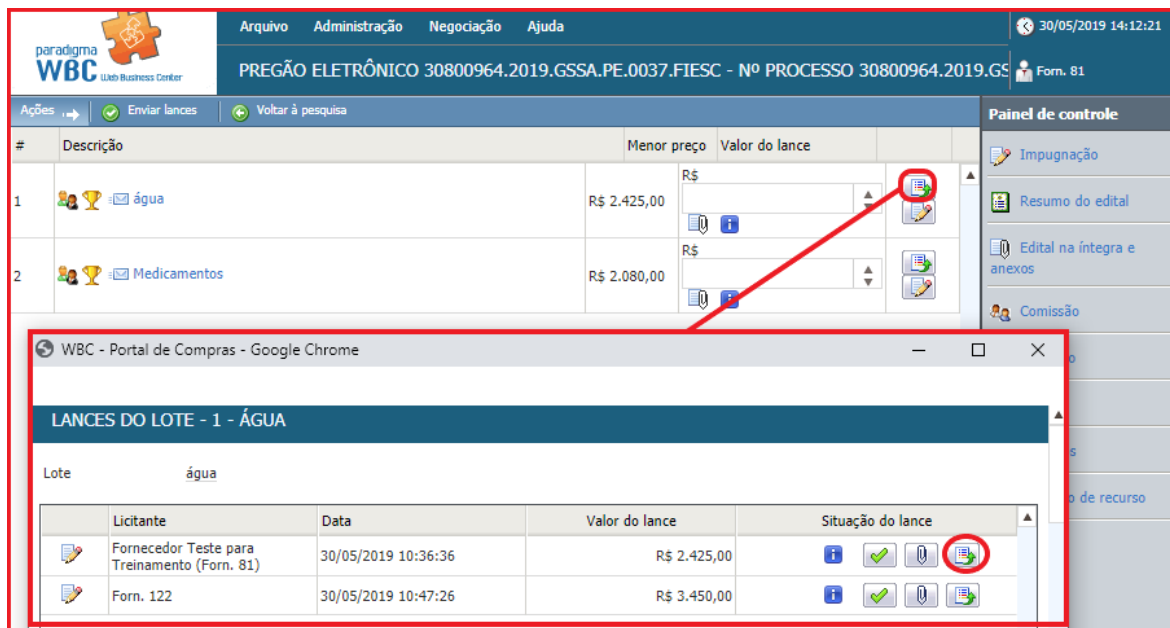 paradigma
WBC Web Business Center
Arquivo Administração Negociação Ajuda
30/05/2019 14:12:21
PREGÃO ELETRÔNICO 30800964.2019.GSSA.PE.0037.FIESC - Nº PROCESSO 30800964.2019.GS
Forn. 81
Ações Enviar lances Voltar à pesquisa
Painel de controle
# Descrição Menor preço Valor do lance
Impugnação
1 água R$ 2.425,00 R$
Resumo do edital
2 Medicamentos R$ 2.080,00 R$
Edital na íntegra e
anexos
Comissão
WBC - Portal de Compras - Google Chrome
LANCES DO LOTE - 1 - ÁGUA
Lote água
de recurso
Licitante Data Valor do lance Situação do lance
Fornecedor Teste para
Treinamento (Forn. 81) 30/05/2019 10:36:36 R$ 2.425,00
Forn. 122 30/05/2019 10:47:26 R$ 3.450,00